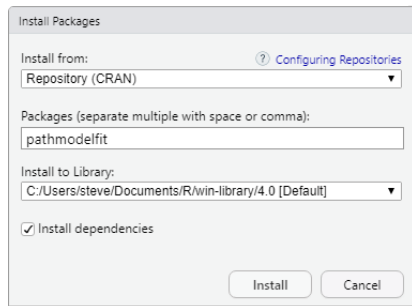 Install Packages
Install from:
? Configuring Repositories
Repository (CRAN)
Packages (separate multiple with space or comma):
pathmodelfit
Install to Library:
C:/Users/steve/Documents/R/win-library/4.0 [Default]
Install dependencies
Install
Cancel